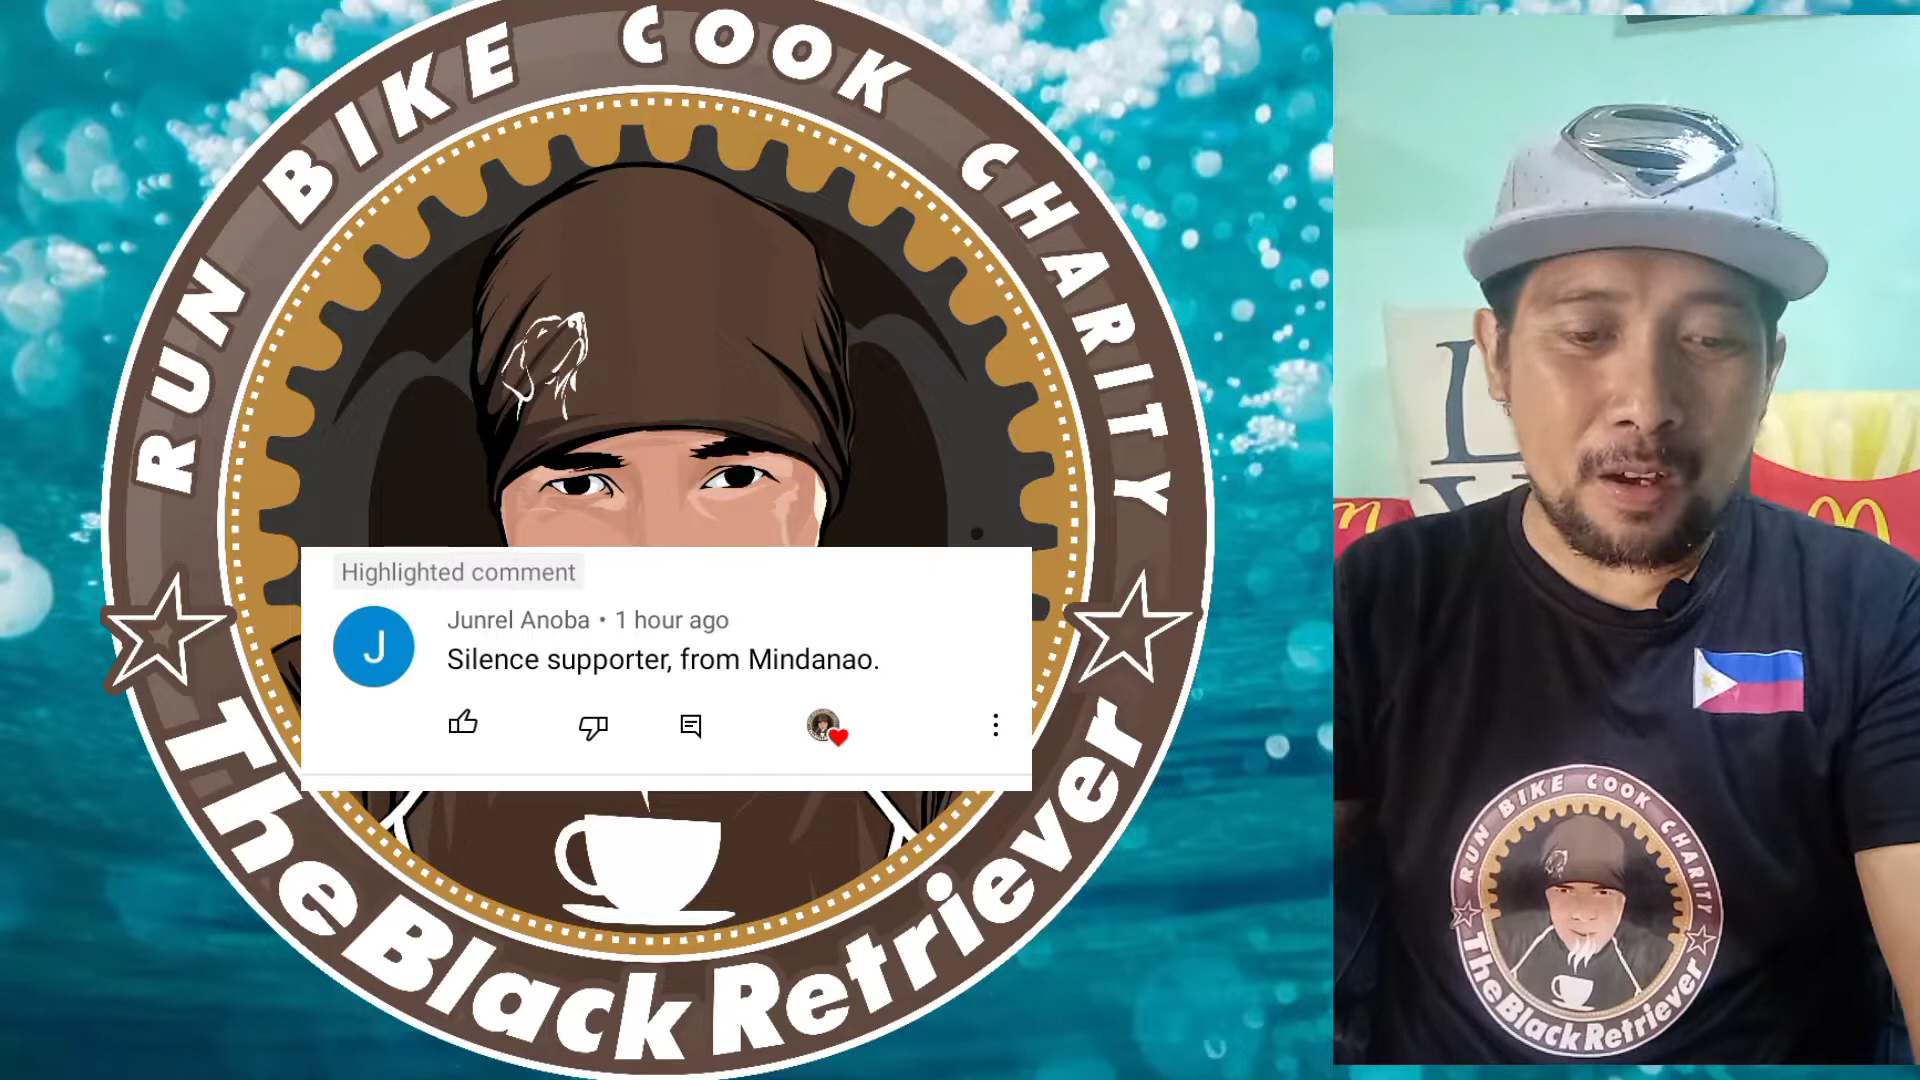 RUN BIKE COOK CHARITY
TheBlackRetriever
Highlighted comment
J
Junrel Anoba • 1 hour ago
Silence supporter, from Mindanao.
L
RUN BIKE COOK CHARITY
TheBlackRetriever